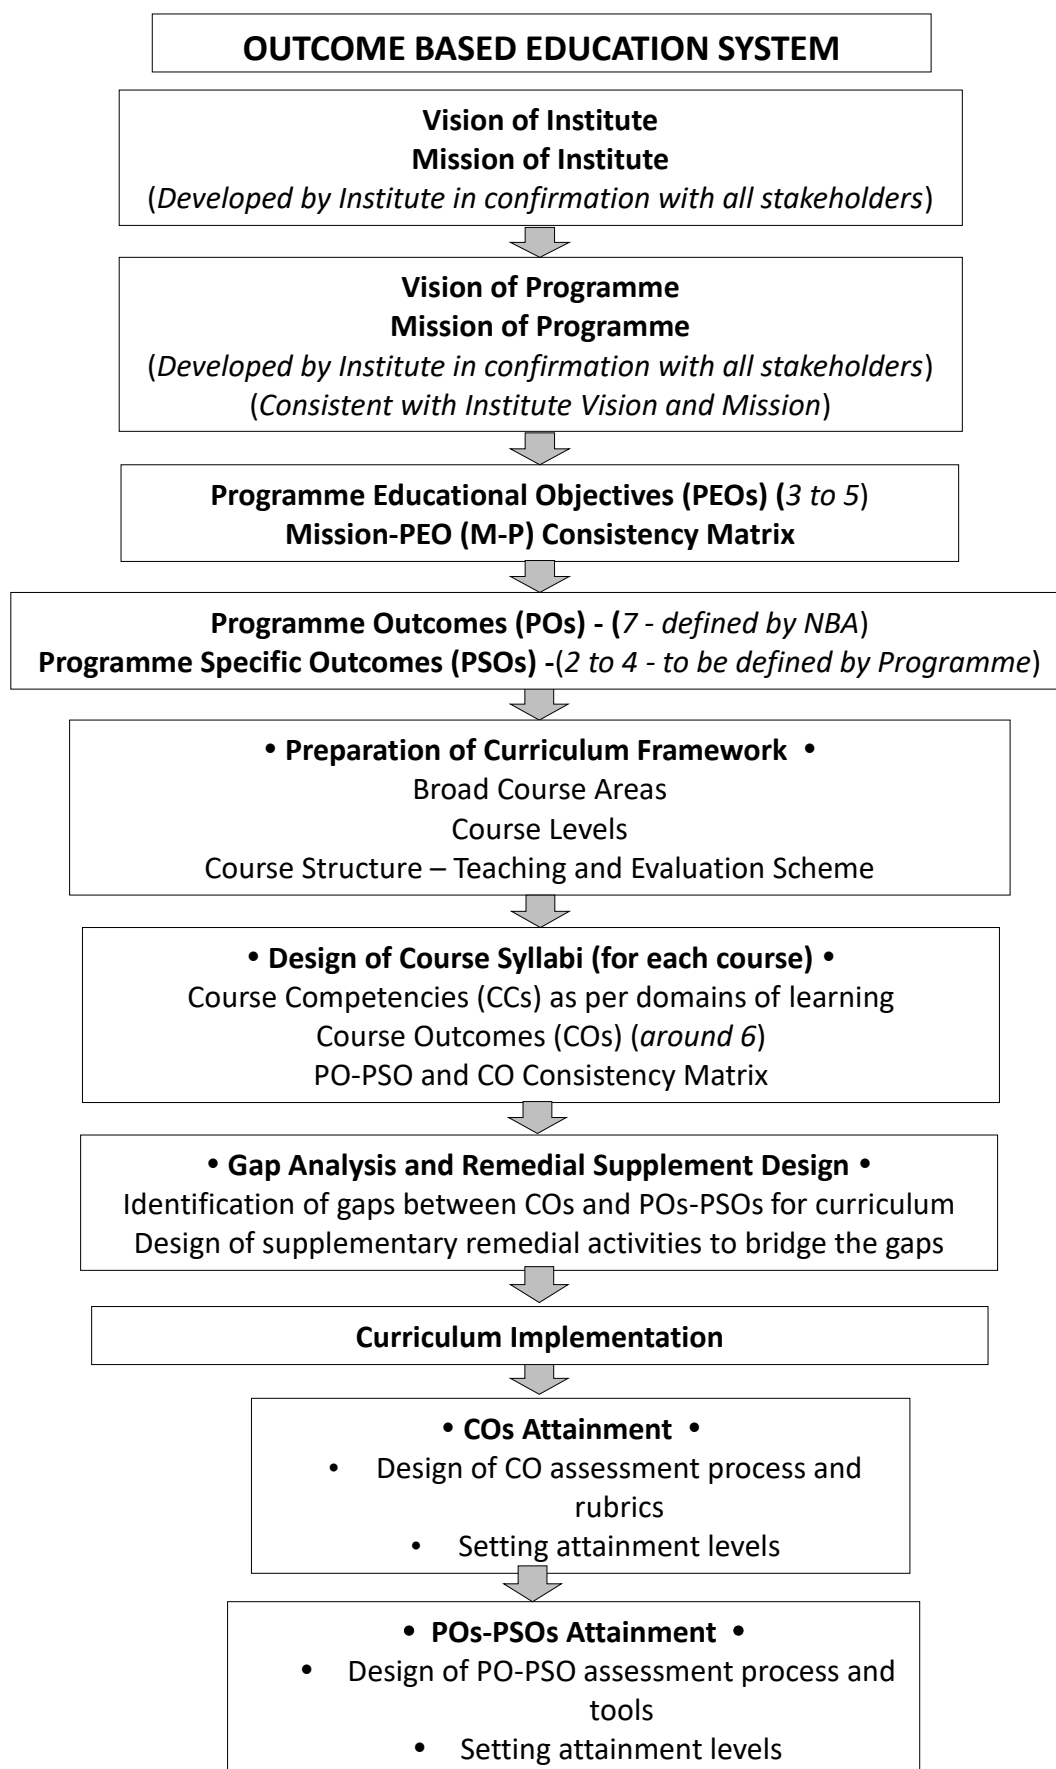 OUTCOME BASED EDUCATION SYSTEM
Vision of Institute
Mission of Institute
(Developed by Institute in confirmation with all stakeholders)
Vision of Programme
Mission of Programme
(Developed by Institute in confirmation with all stakeholders)
(Consistent with Institute Vision and Mission)
Programme Educational Objectives (PEOs) (3 to 5)
Mission-PEO (M-P) Consistency Matrix
Programme Outcomes (POs) - (7 - defined by NBA)
Programme Specific Outcomes (PSOs) -(2 to 4 - to be defined by Programme)
• Preparation of Curriculum Framework •
Broad Course Areas
Course Levels
Course Structure – Teaching and Evaluation Scheme
• Design of Course Syllabi (for each course) •
Course Competencies (CCs) as per domains of learning
Course Outcomes (COs) (around 6)
PO-PSO and CO Consistency Matrix
• Gap Analysis and Remedial Supplement Design •
Identification of gaps between COs and POs-PSOs for curriculum
Design of supplementary remedial activities to bridge the gaps
Curriculum Implementation
• COs Attainment •
• Design of CO assessment process and
rubrics
• Setting attainment levels
• POs-PSOs Attainment •
• Design of PO-PSO assessment process and
tools
• Setting attainment levels